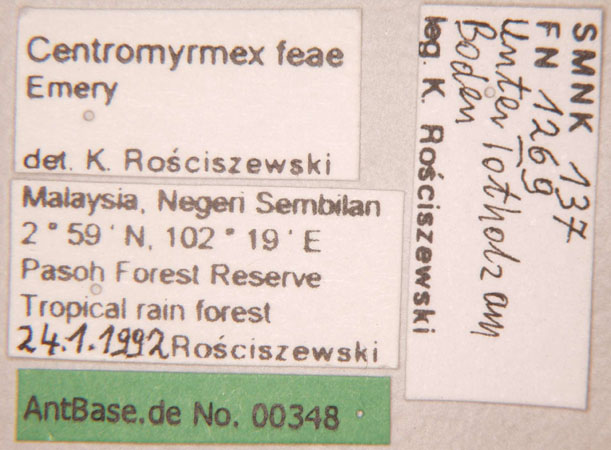 Centromyrmex feae
Emery
det. K. Rościszewski
Malaysia, Negeri Sembilan
2°59'N, 102°19'E
Pasoh Forest Reserve
Tropical rain forest
24.1.1992 Rościszewski
AntBase.de No. 00348
SMNK 137
FN 1269
Unter Totholz am
Boden
leg. K. Rościszewski